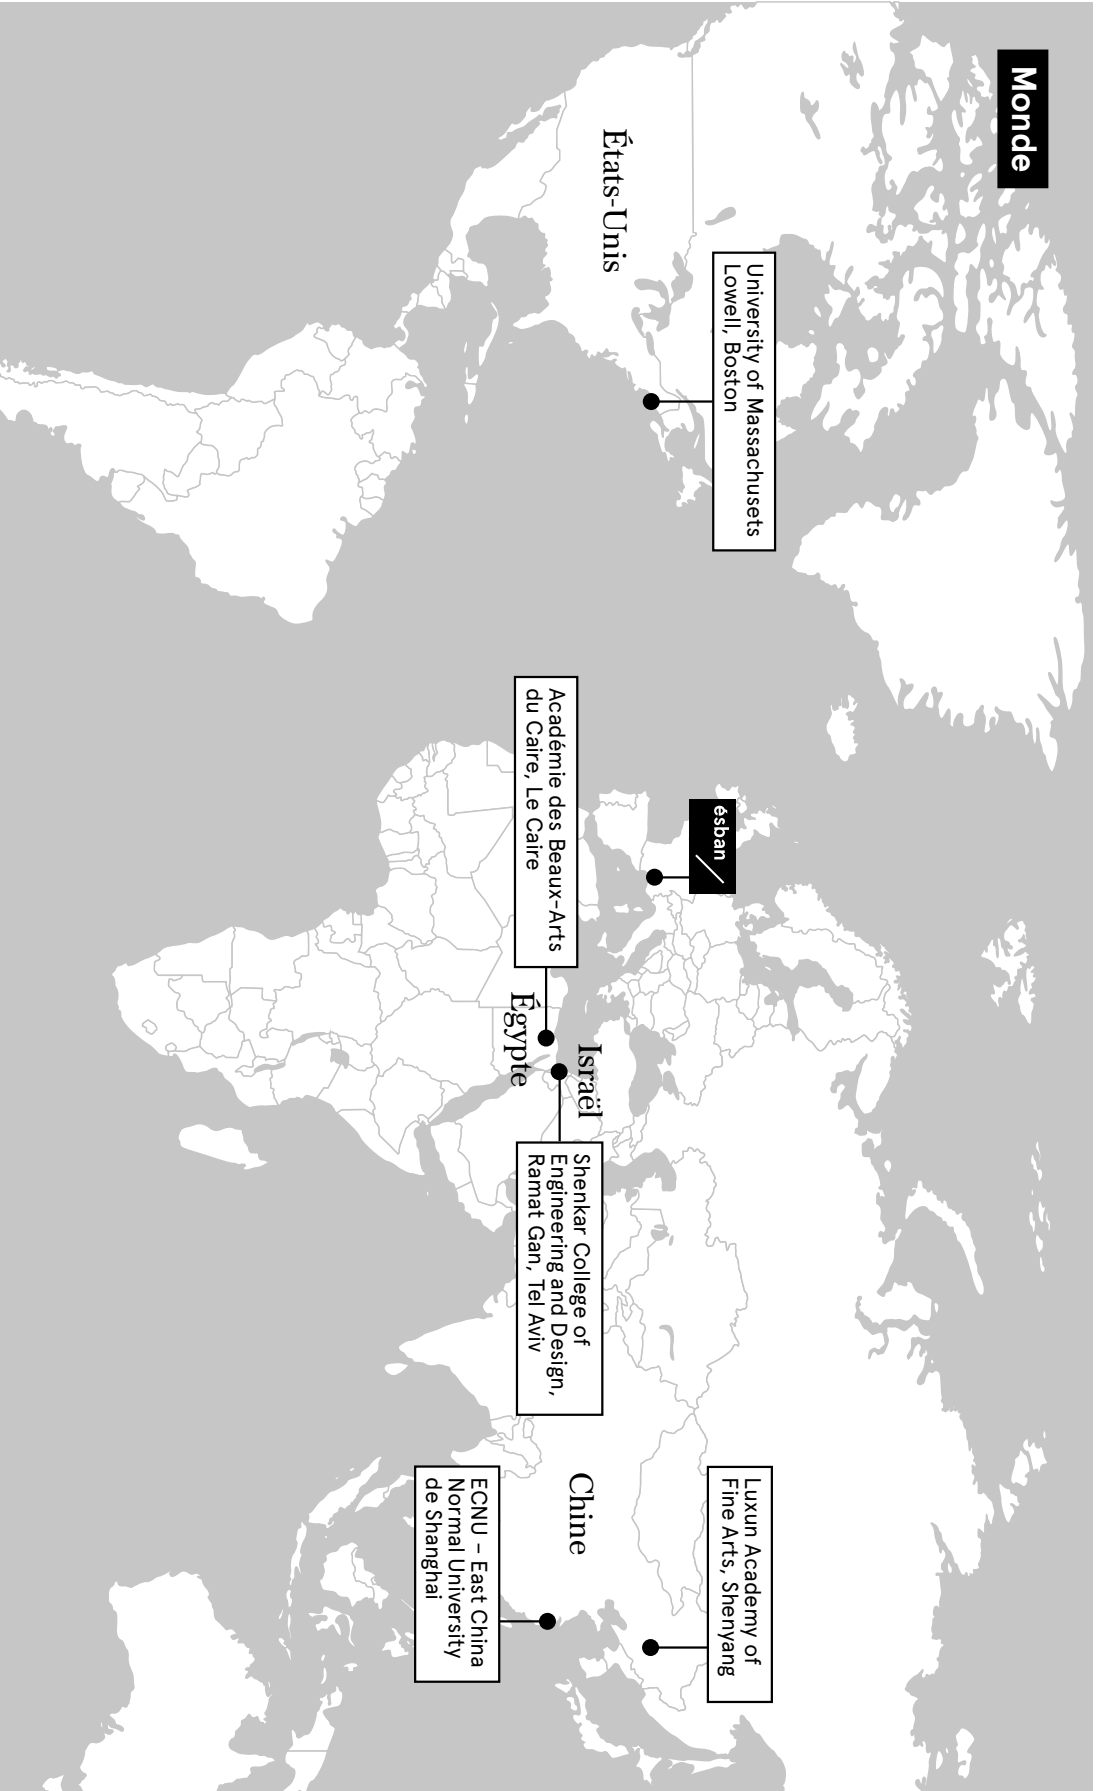 Monde
États-Unis
University of Massachusets
Lowell, Boston
ésban
Académie des Beaux-Arts
du Caire, Le Caire
Égypte
Israël
Shenkar College of
Engineering and Design,
Ramat Gan, Tel Aviv
Chine
Luxun Academy of
Fine Arts, Shenyang
ECNU – East China
Normal University
de Shanghai